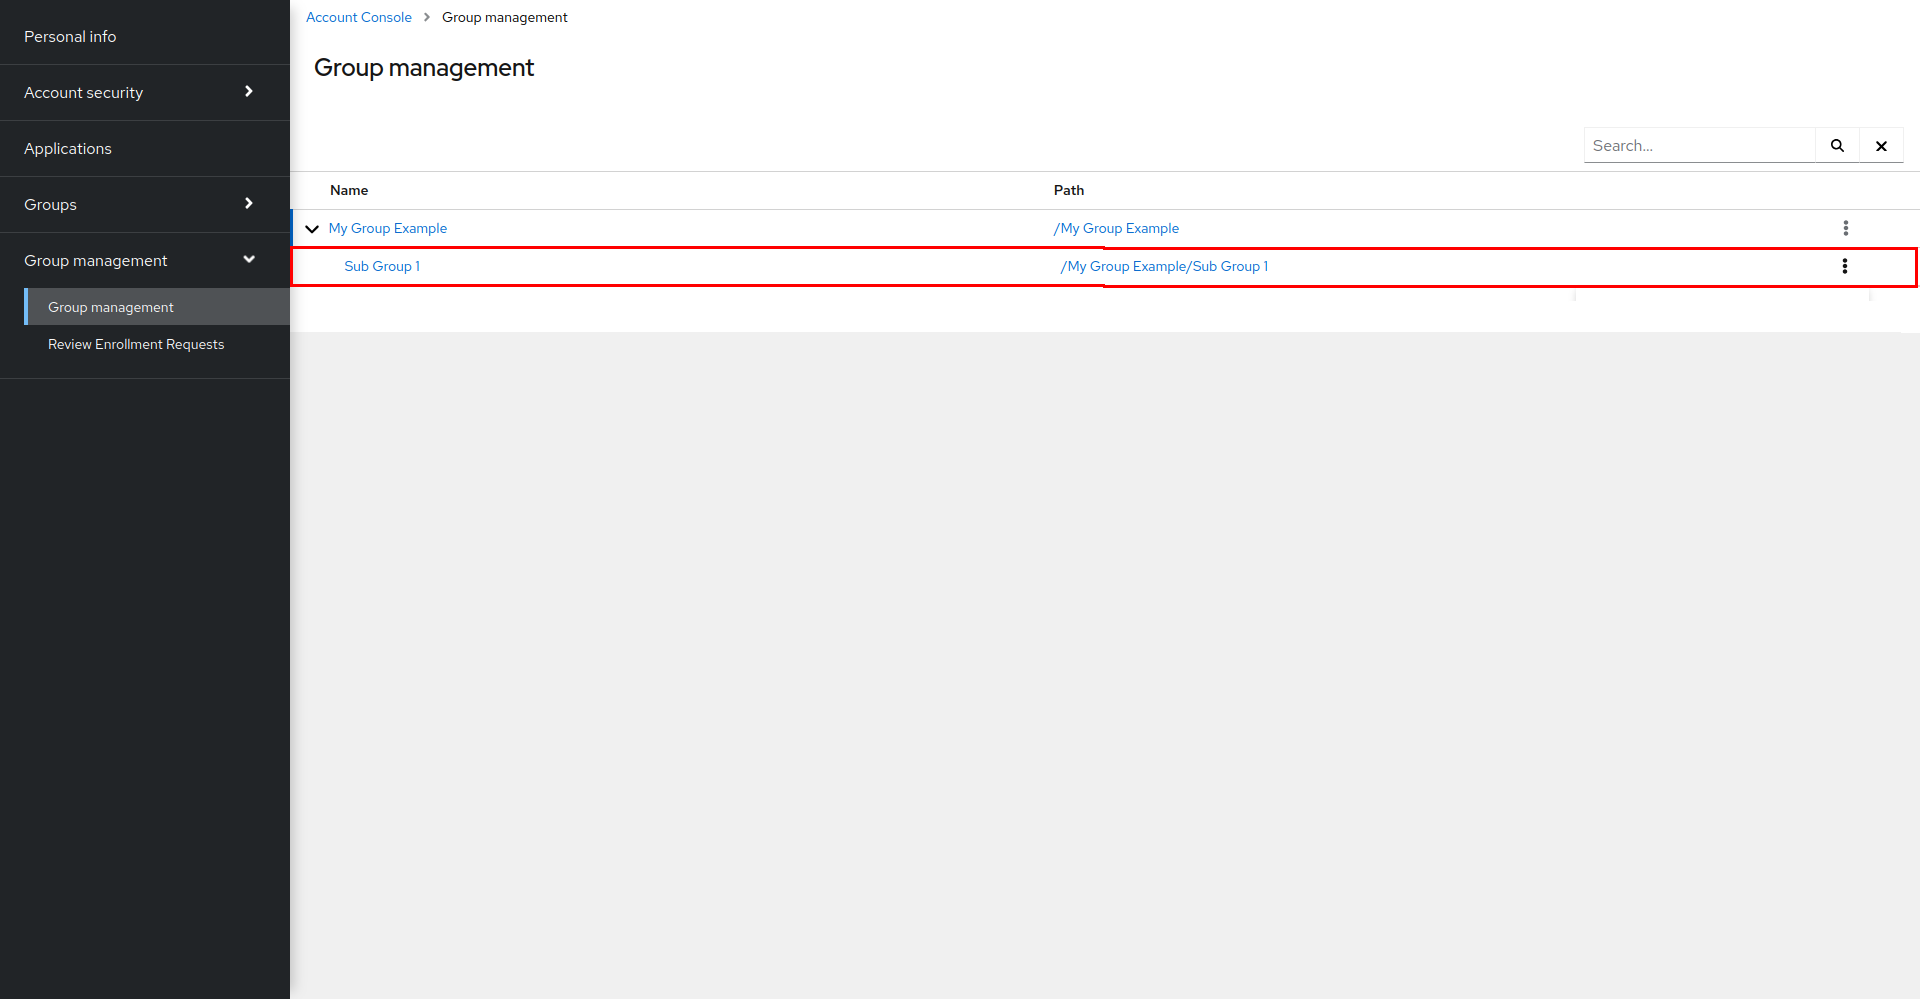 Personal info
Account security
Applications
Groups
Group management
Group management
Review Enrollment Requests
Account Console Group management
Group management
Search...
Name Path
My Group Example /My Group Example
Sub Group 1 /My Group Example/Sub Group 1